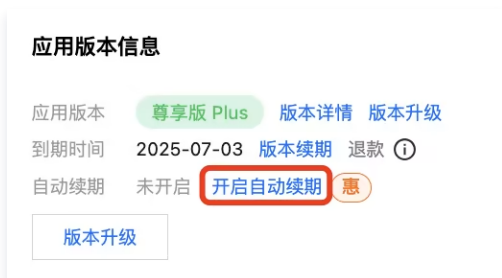 应用版本信息
应用版本 尊享版 Plus 版本详情 版本升级
到期时间 2025-07-03 版本续期 退款
自动续期 未开启 开启自动续期 惠
版本升级